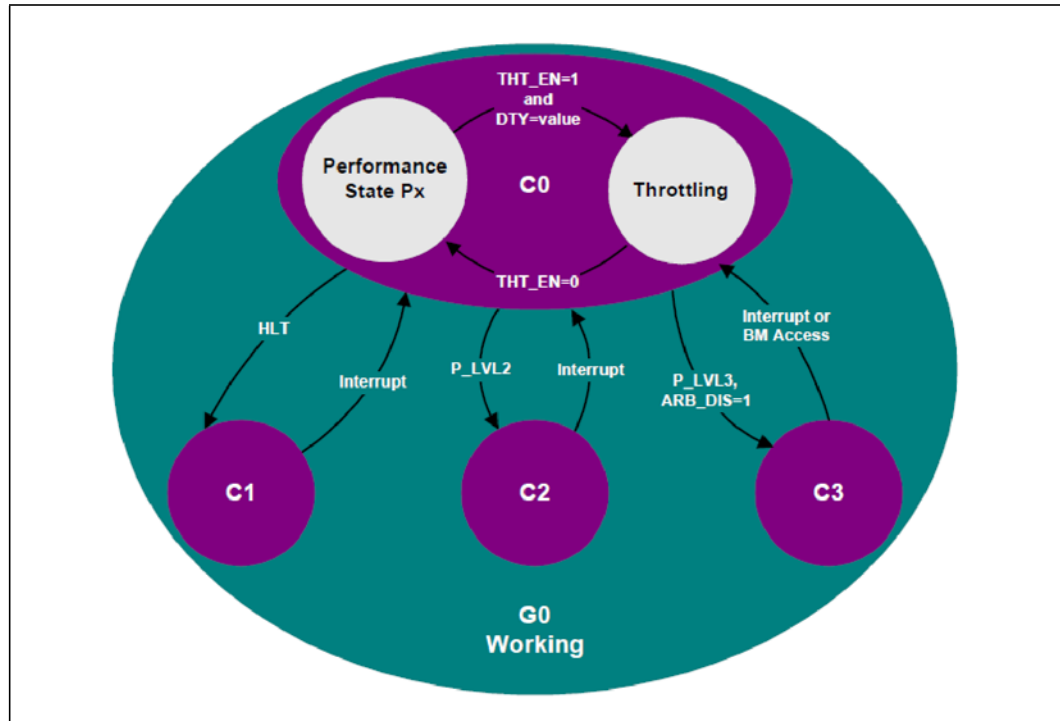 THT_EN=1
and
DTY=value
Performance
State Px
C0
Throttling
THT_EN=0
HLT
Interrupt
P_LVL2
Interrupt
P_LVL3,
ARB_DIS=1
Interrupt or
BM Access
C1
C2
C3
G0
Working